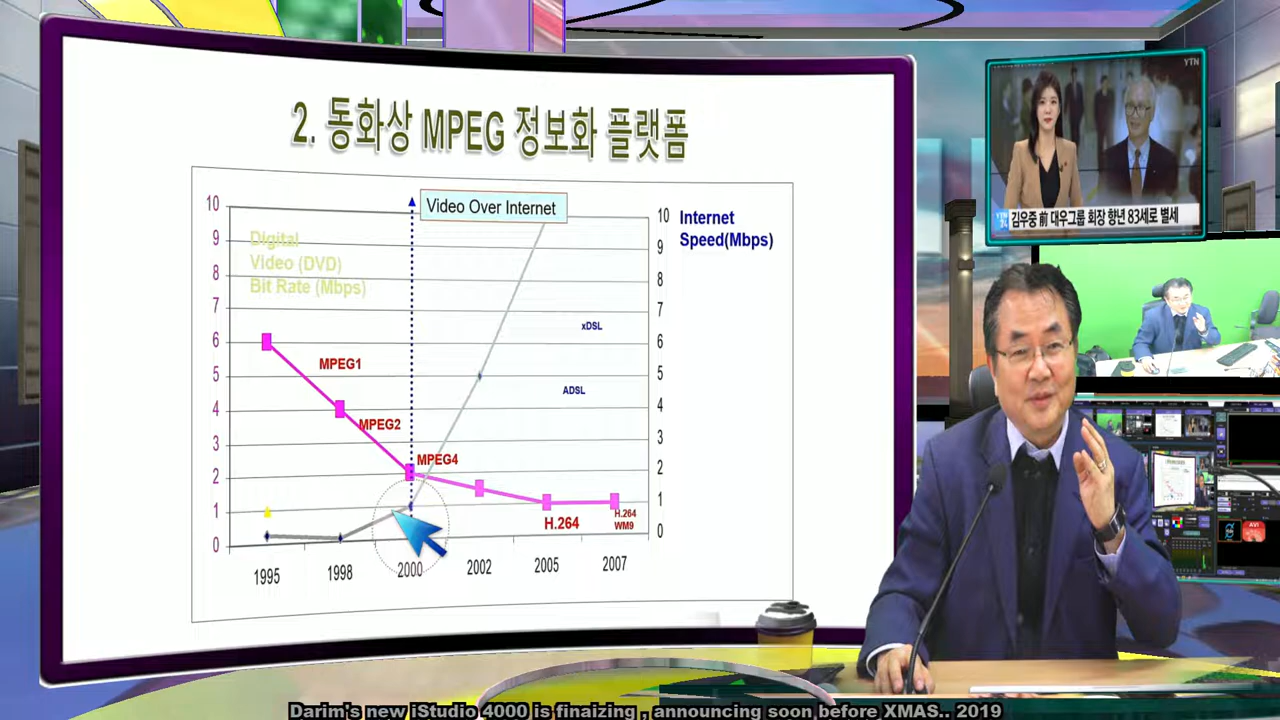 2. 동화상 MPEG 정보화 플랫폼
Video Over Internet
Digital
Video (DVD)
Bit Rate (Mbps)
Internet
Speed(Mbps)
10
9
8
7
6
5
4
3
2
1
0
10
9
8
7
6
5
4
3
2
1
0
MPEG1
MPEG2
MPEG4
H.264
H.264
WM9
xDSL
ADSL
1995
1998
2000
2002
2005
2007
YTN
YTN
24
김우중 前 대우그룹 회장 향년 83세로 별세
AVI
Darim's new iStudio 4000 is finaizing , announcing soon before XMAS.. 2019